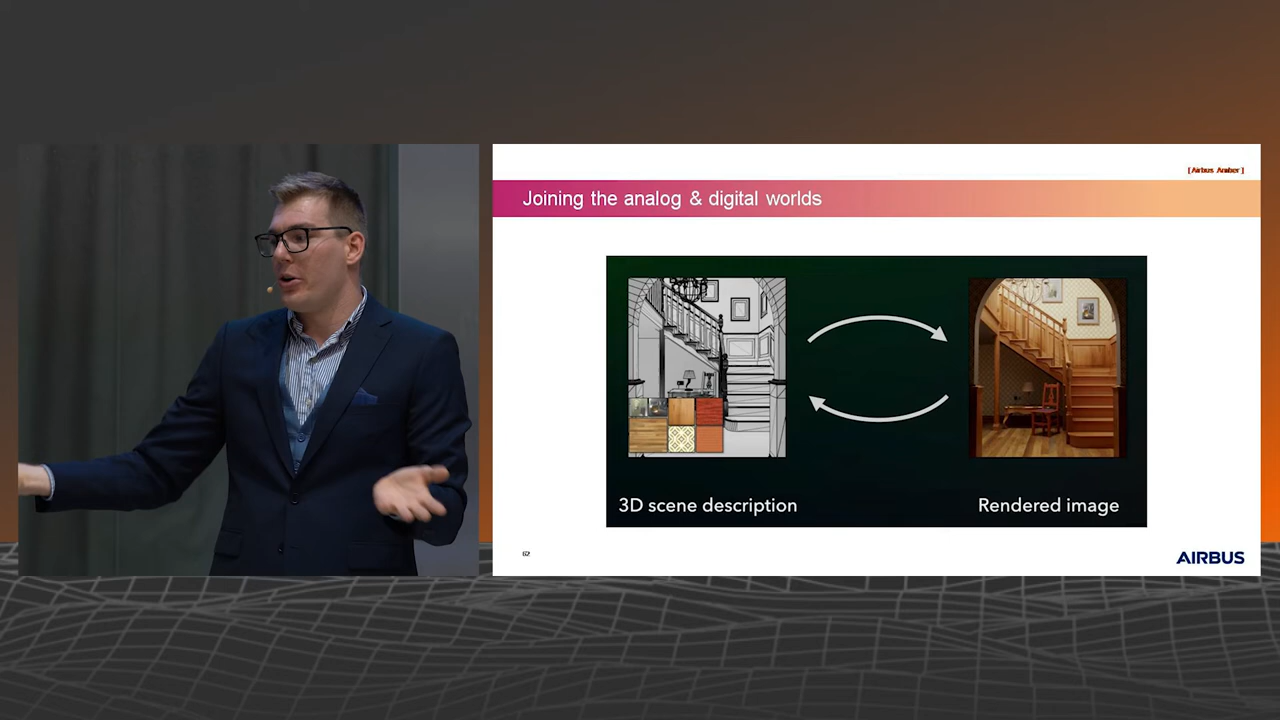 [Airbus Amber]
Joining the analog & digital worlds
3D scene description
Rendered image
AIRBUS